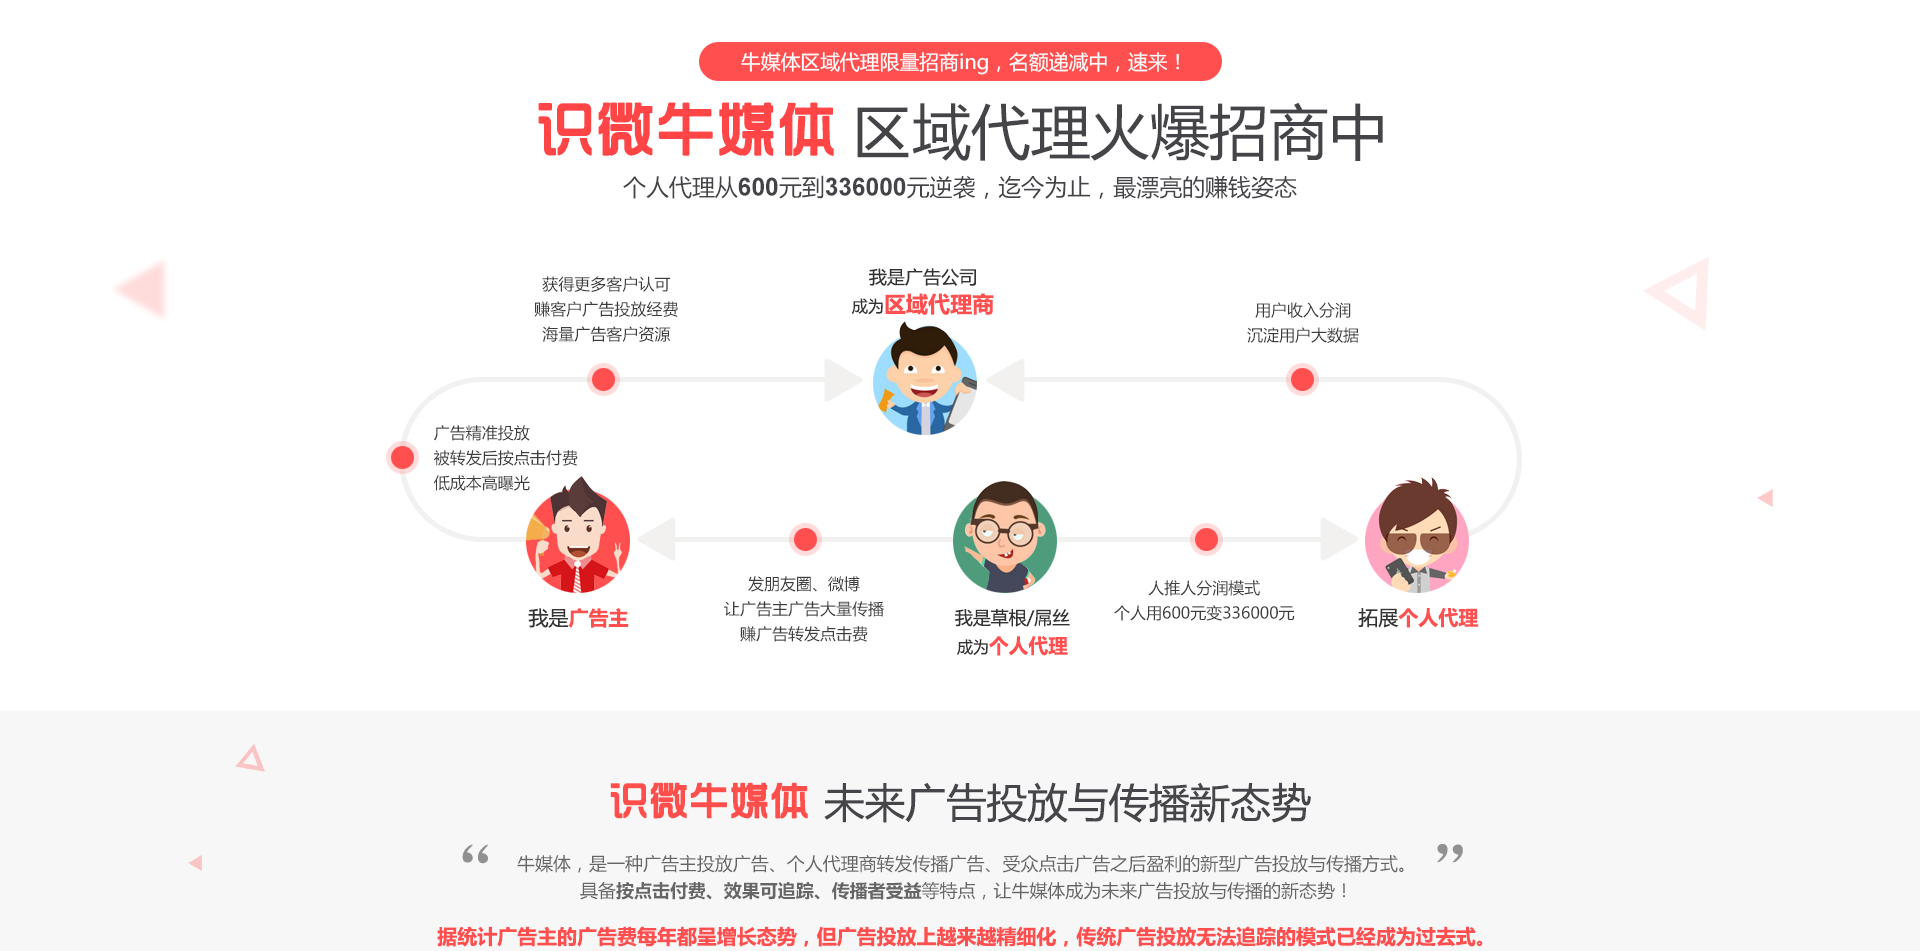 牛媒体区域代理限量招商ing，名额递减中，速来！
识微牛媒体 区域代理火爆招商中
个人代理从600元到336000元逆袭，迄今为止，最漂亮的赚钱姿态
获得更多客户认可
赚客户广告投放经费
海量广告客户资源
我是广告公司
成为区域代理商
用户收入分润
沉淀用户大数据
广告精准投放
被转发后按点击付费
低成本高曝光
我是广告主
发朋友圈、微博
让广告主广告大量传播
赚广告转发点击费
我是草根/屌丝
成为个人代理
人推人分润模式
个人用600元变336000元
拓展个人代理
识微牛媒体 未来广告投放与传播新态势
“ 牛媒体，是一种广告主投放广告、个人代理商转发传播广告、受众点击广告之后盈利的新型广告投放与传播方式。 ”
具备按点击付费、效果可追踪、传播者受益等特点，让牛媒体成为未来广告投放与传播的新态势！
据统计广告主的广告费每年都呈增长态势，但广告投放上越来越精细化，传统广告投放无法追踪的模式已经成为过去式。